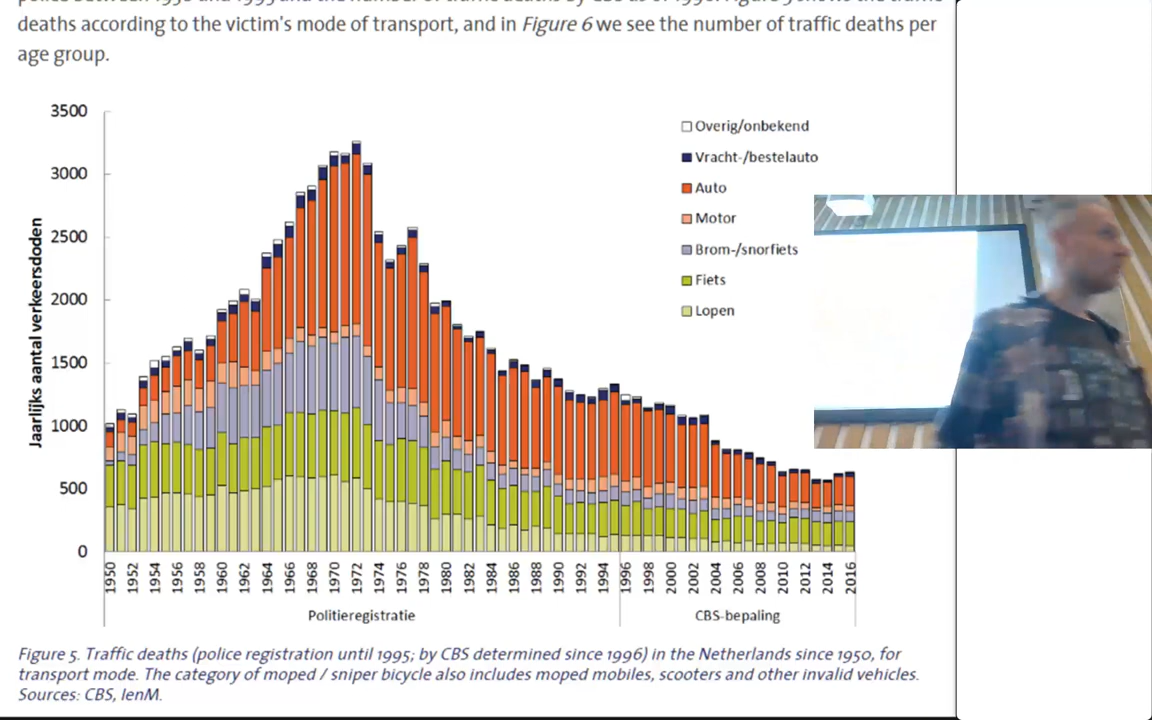 deaths according to the victim's mode of transport, and in Figure 6 we see the number of traffic deaths per
age group.
3500
3000
2500
2000
1500
1000
500
0
Jaarlijks aantal verkeersdoden
Overig/onbekend
Vracht-/bestelauto
Auto
Motor
Brom-/snorfiets
Fiets
Lopen
1950 1952 1954 1956 1958 1960 1962 1964 1966 1968 1970 1972 1974 1976 1978 1980 1982 1984 1986 1988 1990 1992 1994 1996 1998 2000 2002 2004 2006 2008 2010 2012 2014 2016
Politieregistratie CBS-bepaling
Figure 5. Traffic deaths (police registration until 1995; by CBS determined since 1996) in the Netherlands since 1950, for
transport mode. The category of moped / sniper bicycle also includes moped mobiles, scooters and other invalid vehicles.
Sources: CBS, IenM.